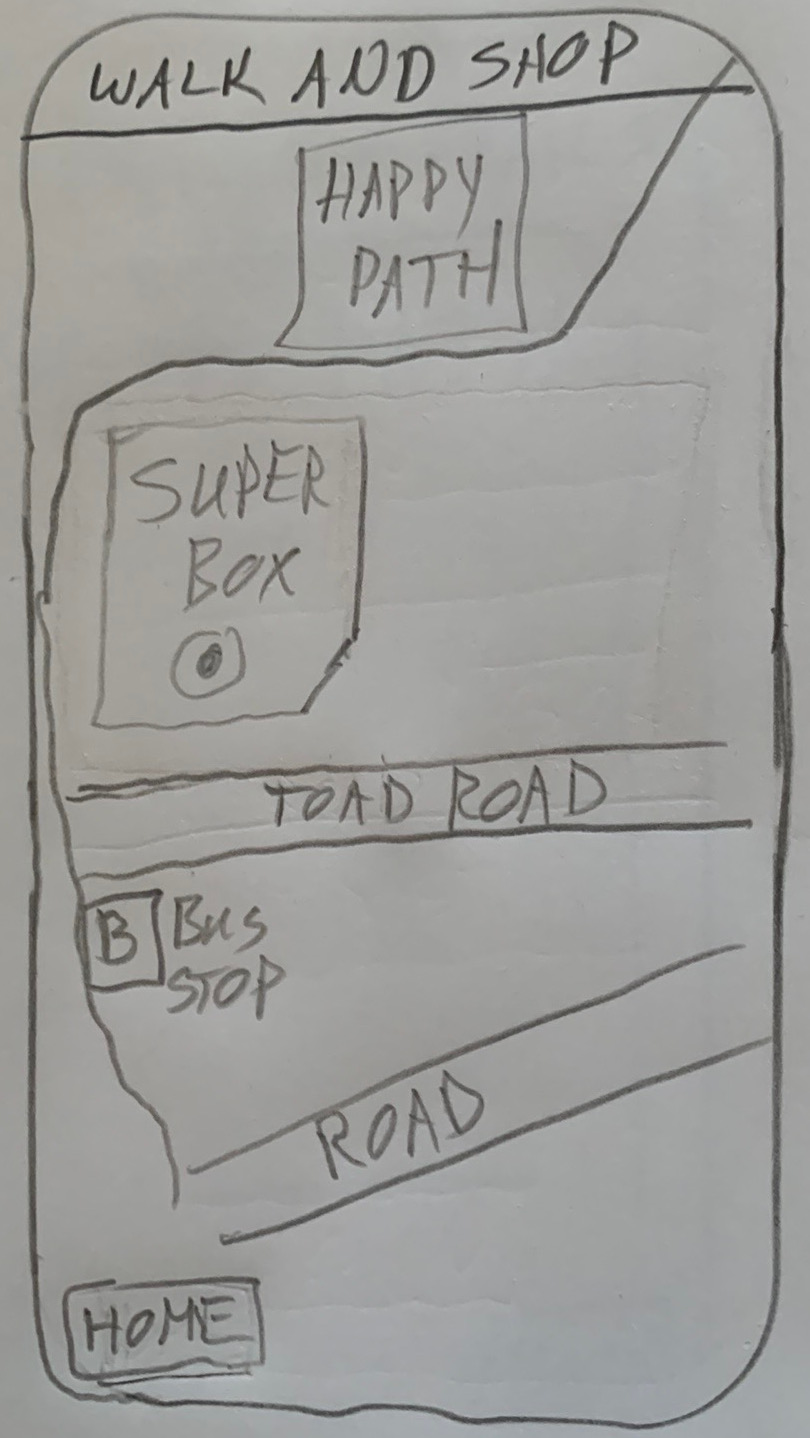 WALK AND SHOP
HAPPY
PATH
SUPER
BOX
TOAD ROAD
B
BUS
STOP
ROAD
HOME